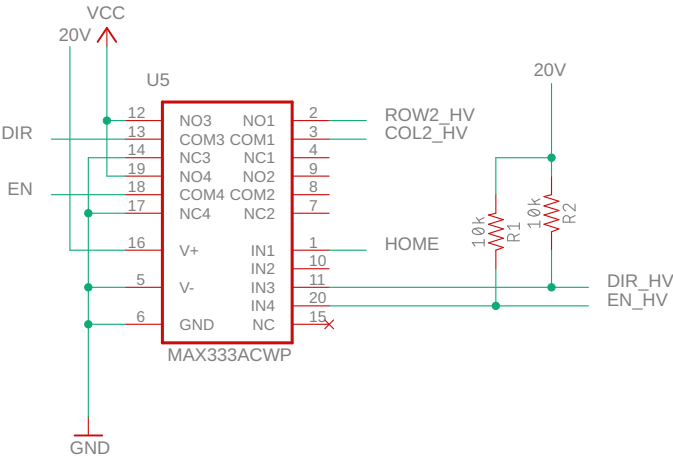 VCC
20V
U5
20V
12 NO3 NO1 2 ROW2_HV
DIR 13 COM3 COM1 3 COL2_HV
14 NC3 NC1 4
19 NO4 NO2 9
EN 18 COM4 COM2 8
17 NC4 NC2 7
10k R1
10k R2
16 V+ IN1 1 HOME
IN2 10
5 V- IN3 11 DIR_HV
IN4 20 EN_HV
6 GND NC 15
MAX333ACWP
GND